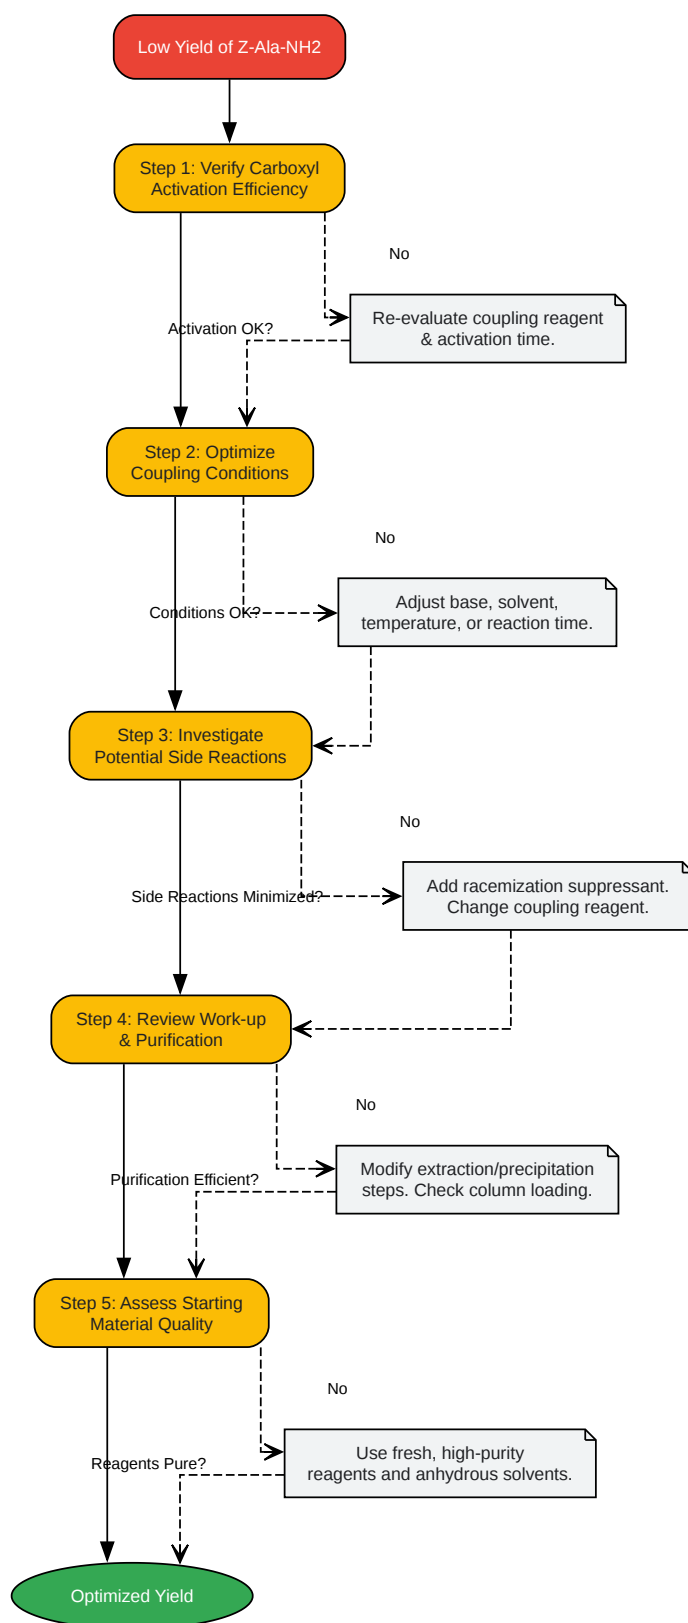 Low Yield of Z-Ala-NH2
Step 1: Verify Carboxyl
Activation Efficiency
No
Re-evaluate coupling reagent
& activation time.
Activation OK?
Step 2: Optimize
Coupling Conditions
No
Adjust base, solvent,
temperature, or reaction time.
Conditions OK?
Step 3: Investigate
Potential Side Reactions
No
Add racemization suppressant.
Change coupling reagent.
Side Reactions Minimized?
Step 4: Review Work-up
& Purification
No
Modify extraction/precipitation
steps. Check column loading.
Purification Efficient?
Step 5: Assess Starting
Material Quality
No
Use fresh, high-purity
reagents and anhydrous solvents.
Reagents Pure?
Optimized Yield